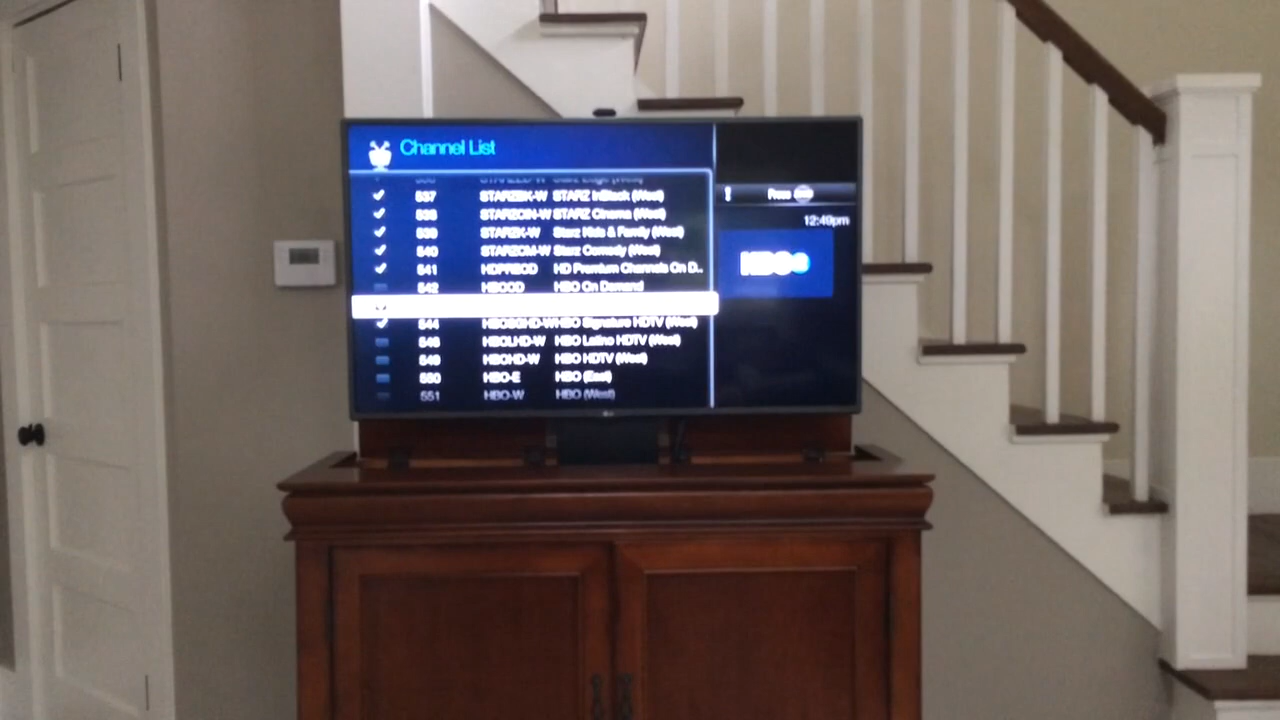 Channel List
537 STARZBK-W STARZ InBlack (West)
538 STARZCIN-W STARZ Cinema (West)
539 STARZK-W Starz Kids & Family (West)
540 STARZCM-W Starz Comedy (West)
541 HDPREOD HD Premium Channels On D..
542 HBOOD HBO On Demand
544 HBOSGHD-W HBO Signature HDTV (West)
HBOLHD-W HBO Latino HDTV (West)
549 HBOHD-W HBO HDTV (West)
550 HBO-E HBO (East)
551 HBO-W HBO (West)
Press
12:49pm
HBO
LG